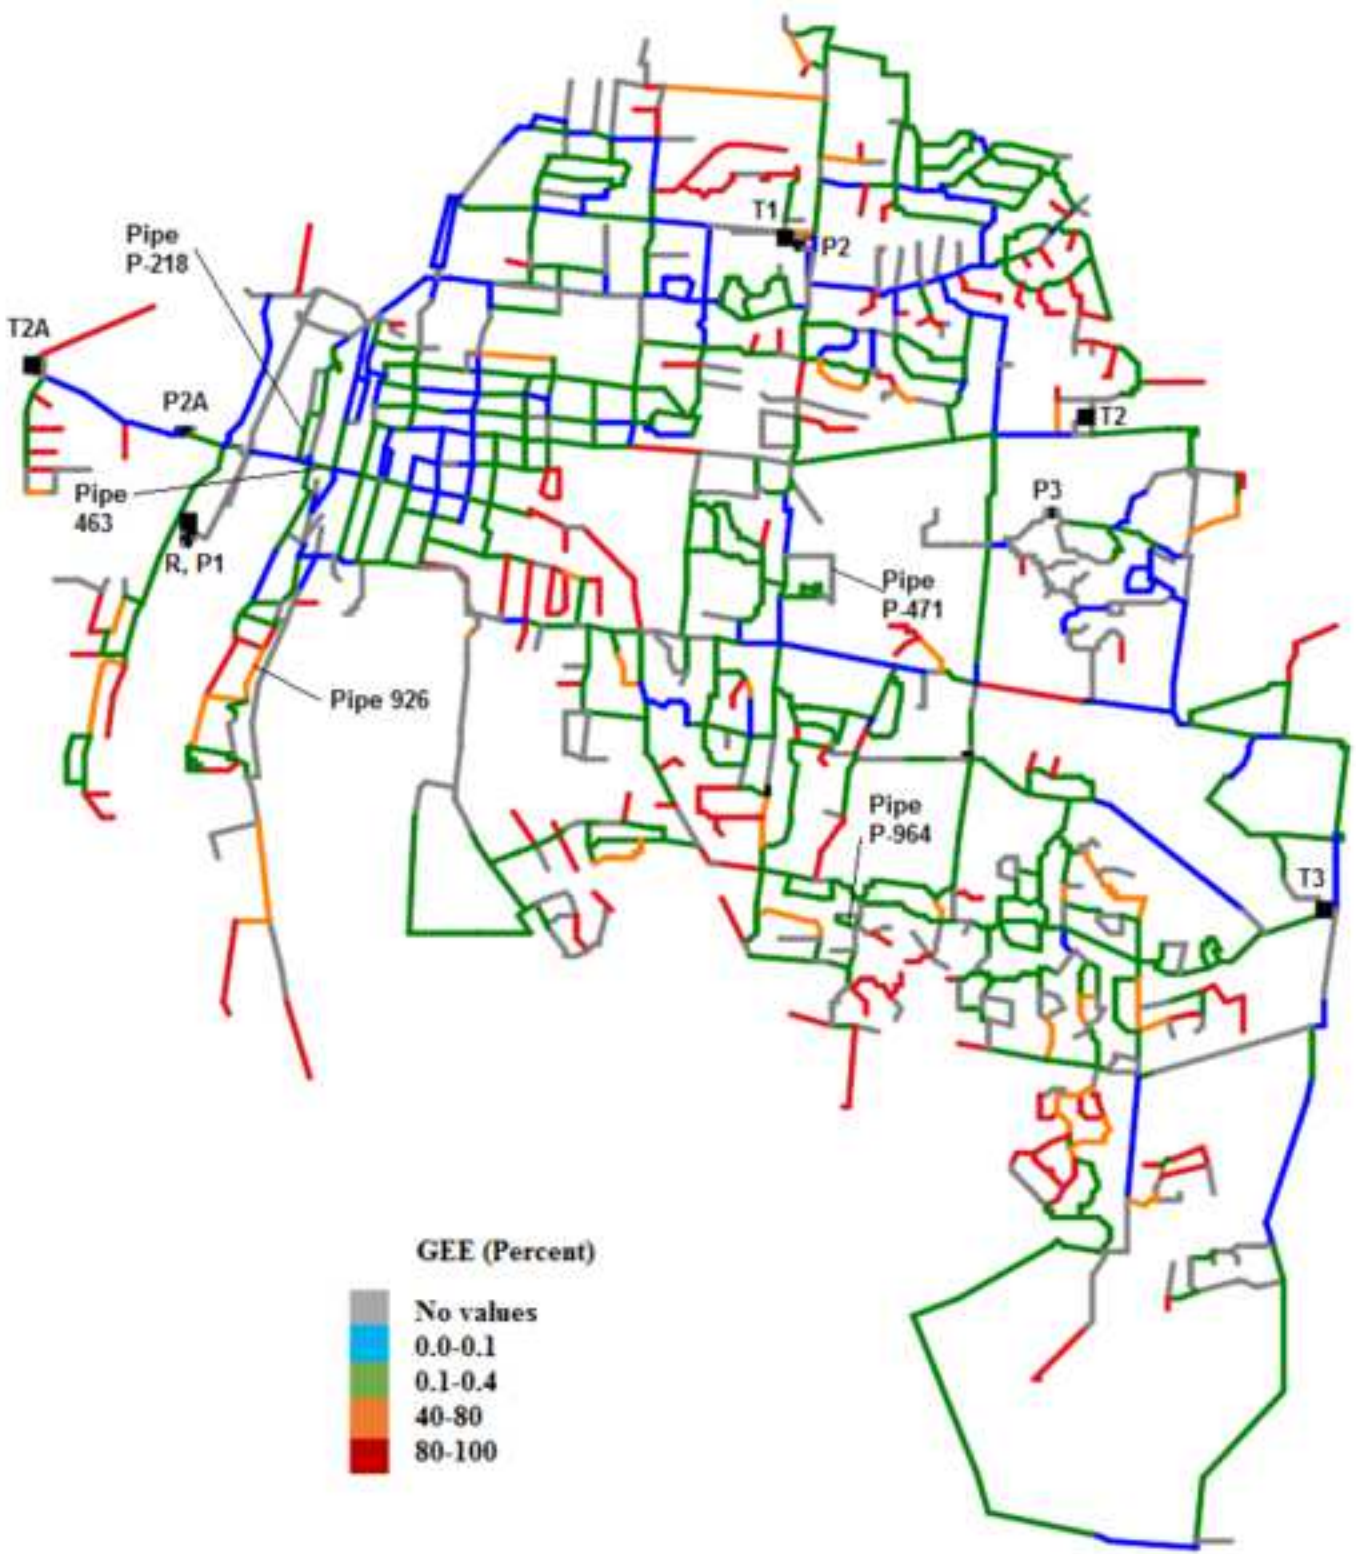 T1
P2
Pipe
P-218
T2A
P2A
T2
Pipe
463
P3
R, P1
Pipe
P-471
Pipe 926
Pipe
P-964
T3
GEE (Percent)
No values
0.0-0.1
0.1-0.4
40-80
80-100